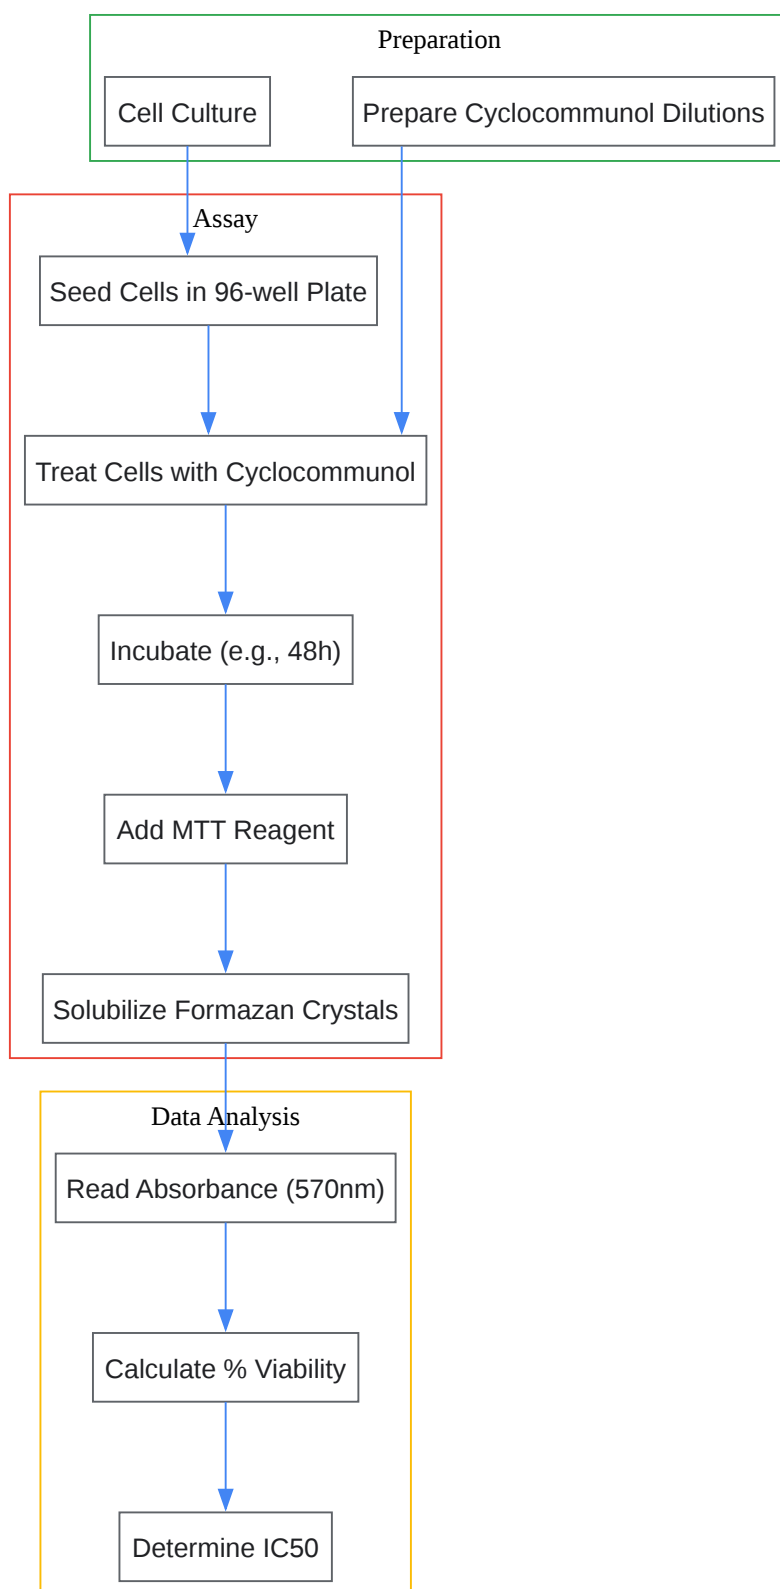 Preparation
Cell Culture
Prepare Cyclocommunol Dilutions
Assay
Seed Cells in 96-well Plate
Treat Cells with Cyclocommunol
Incubate (e.g., 48h)
Add MTT Reagent
Solubilize Formazan Crystals
Data Analysis
Read Absorbance (570nm)
Calculate % Viability
Determine IC50